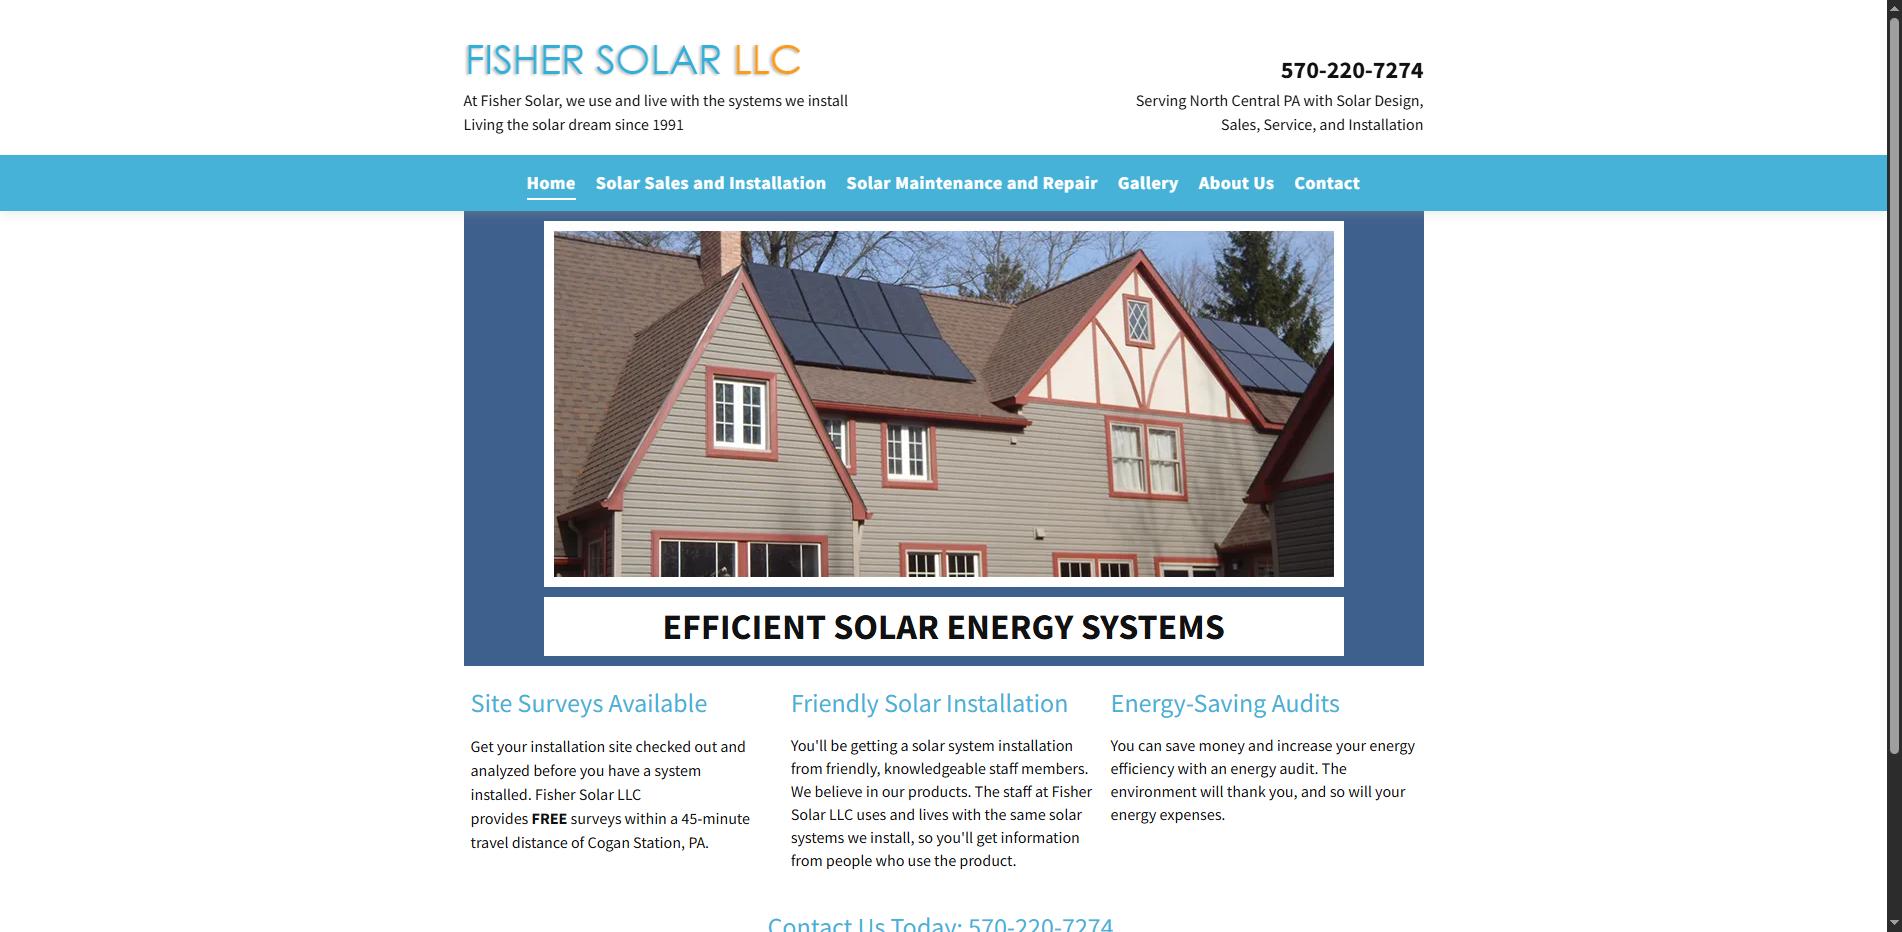 FISHER SOLAR LLC
At Fisher Solar, we use and live with the systems we install
Living the solar dream since 1991
570-220-7274
Serving North Central PA with Solar Design,
Sales, Service, and Installation
Home Solar Sales and Installation Solar Maintenance and Repair Gallery About Us Contact
EFFICIENT SOLAR ENERGY SYSTEMS
Site Surveys Available
Get your installation site checked out and
analyzed before you have a system
installed. Fisher Solar LLC
provides FREE surveys within a 45-minute
travel distance of Cogan Station, PA.
Friendly Solar Installation
You'll be getting a solar system installation
from friendly, knowledgeable staff members.
We believe in our products. The staff at Fisher
Solar LLC uses and lives with the same solar
systems we install, so you'll get information
from people who use the product.
Energy-Saving Audits
You can save money and increase your energy
efficiency with an energy audit. The
environment will thank you, and so will your
energy expenses.
Contact Us Today: 570-220-7274